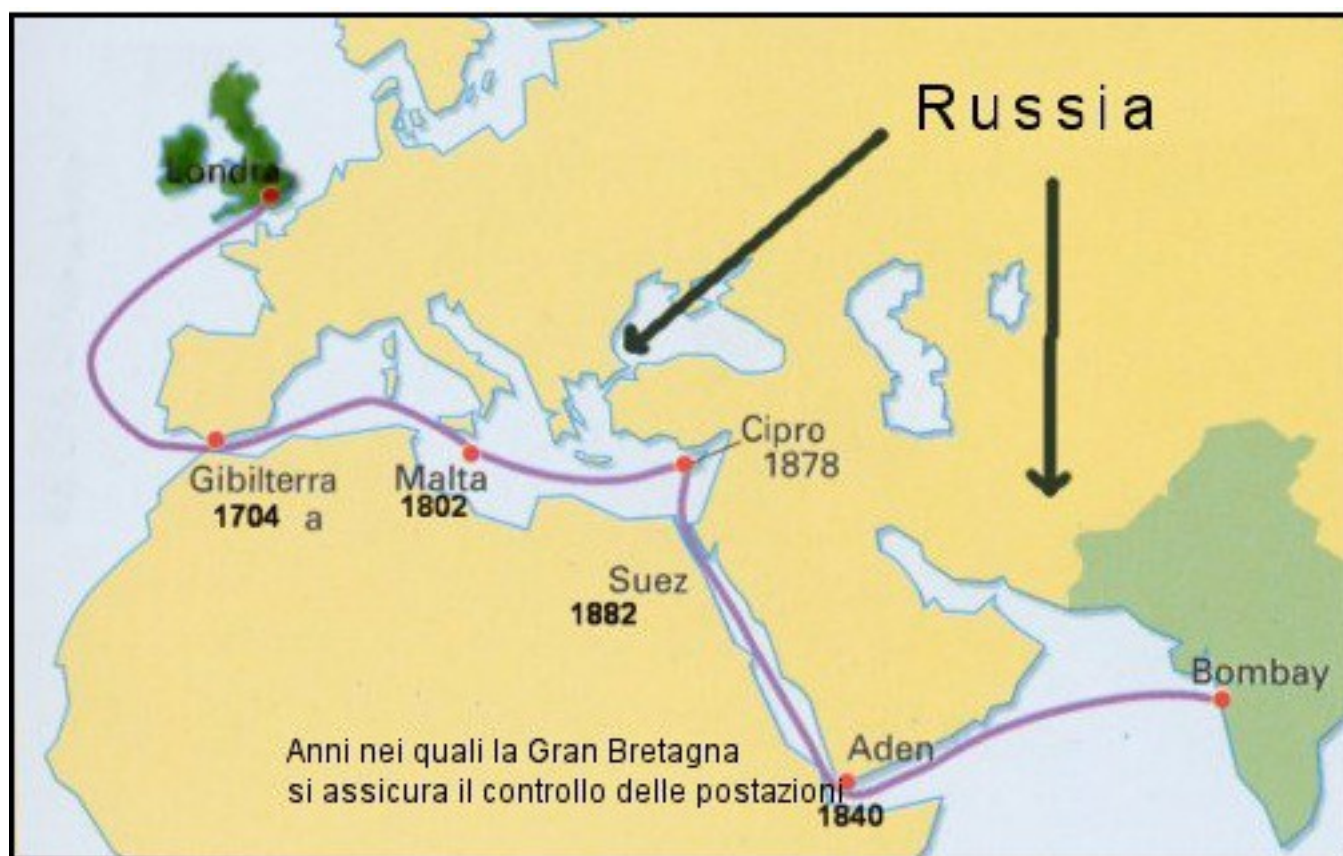 Russia
Londra
Cipro
1878
Gibilterra
1704 a
Malta
1802
Suez
1882
Bombay
Anni nei quali la Gran Bretagna
si assicura il controllo delle postazioni
Aden
1840